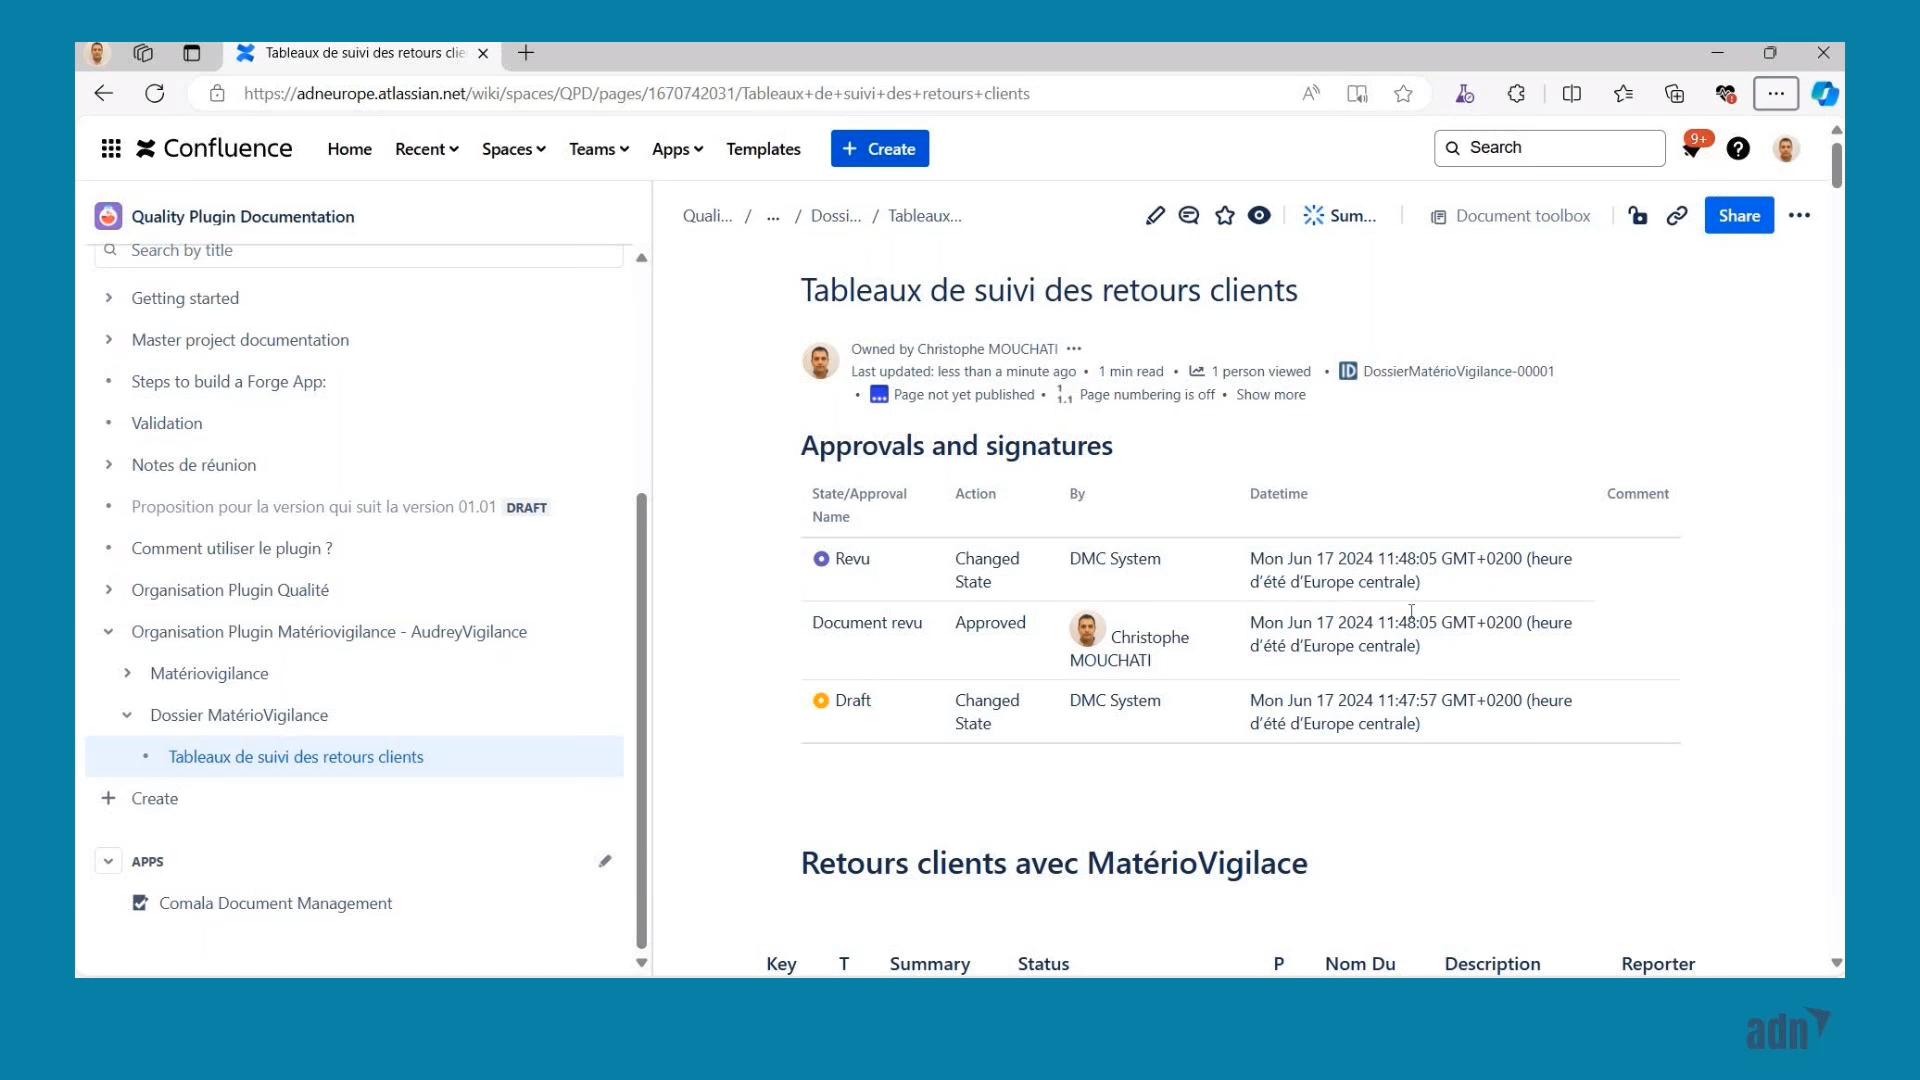 Tableaux de suivi des retours clie
https://adneurope.atlassian.net/wiki/spaces/QPD/pages/1670742031/Tableaux+de+suivi+des+retours+clients
Confluence Home Recent Spaces Teams Apps Templates + Create Search 9+
Quality Plugin Documentation
Search by title
Getting started
Master project documentation
Steps to build a Forge App:
Validation
Notes de réunion
Proposition pour la version qui suit la version 01.01 DRAFT
Comment utiliser le plugin ?
Organisation Plugin Qualité
Organisation Plugin Matériovigilance - AudreyVigilance
Matériovigilance
Dossier MatérioVigilance
Tableaux de suivi des retours clients
+ Create
APPS
Comala Document Management
Quali... / ... / Dossi... / Tableaux... Sum... Document toolbox Share
Tableaux de suivi des retours clients
Owned by Christophe MOUCHATI
Last updated: less than a minute ago • 1 min read • 1 person viewed • ID DossierMatérioVigilance-00001
• Page not yet published • 1 1.1 Page numbering is off • Show more
Approvals and signatures
State/Approval Name Action By Datetime Comment
Revu Changed State DMC System Mon Jun 17 2024 11:48:05 GMT+0200 (heure d'été d'Europe centrale)
Document revu Approved Christophe MOUCHATI Mon Jun 17 2024 11:48:05 GMT+0200 (heure d'été d'Europe centrale)
Draft Changed State DMC System Mon Jun 17 2024 11:47:57 GMT+0200 (heure d'été d'Europe centrale)
Retours clients avec MatérioVigilace
Key T Summary Status P Nom Du Description Reporter
adn